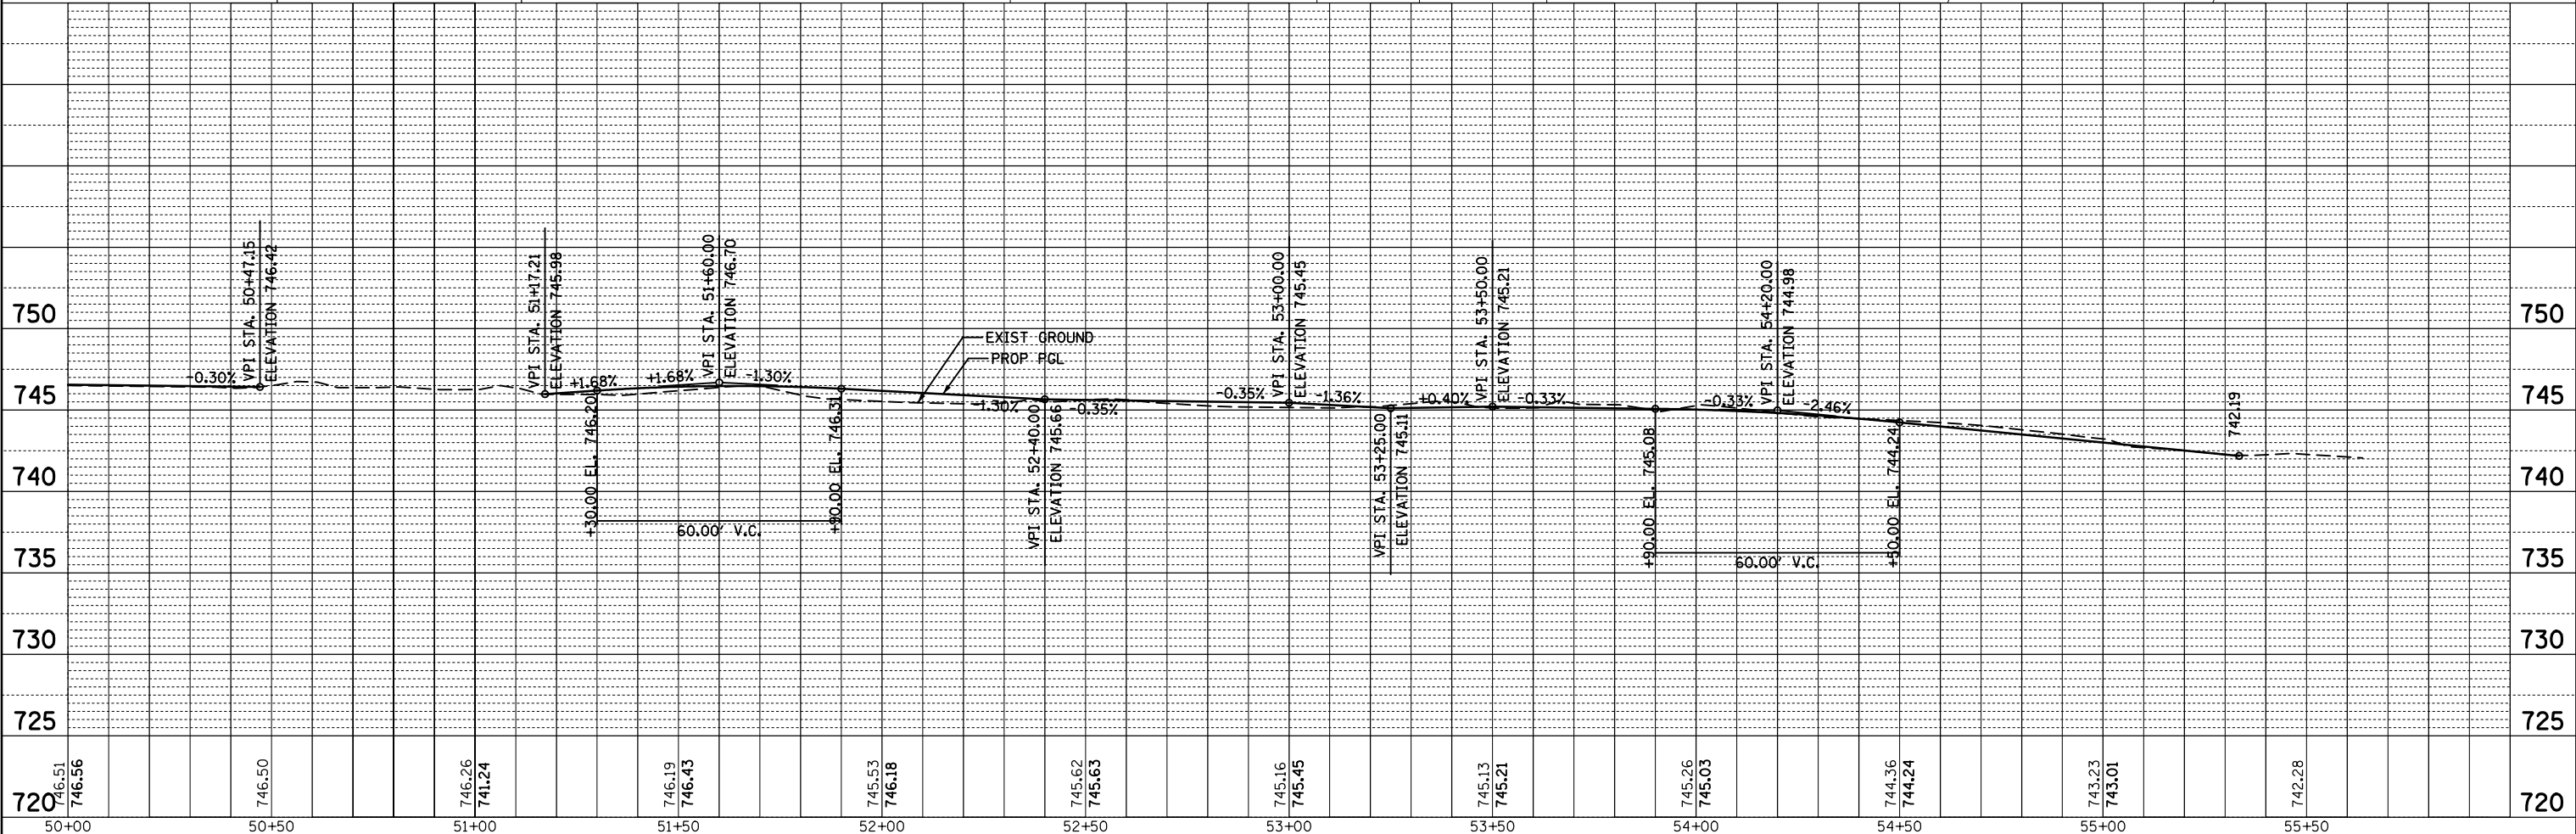 750
745
740
735
730
725
720
750
745
740
735
730
725
720
-0.30%
VPI STA. 50+47.15
ELEVATION 746.42
VPI STA. 51+17.21
ELEVATION 745.98
+1.68%
+30.00 EL. 746.20
+1.68%
VPI STA. 51+60.00
ELEVATION 746.70
-1.30%
+90.00 EL. 746.31
60.00' V.C.
EXIST GROUND
PROP PGL
-1.30%
VPI STA. 52+40.00
ELEVATION 745.66
-0.35%
-0.35%
VPI STA. 53+00.00
ELEVATION 745.45
-1.36%
VPI STA. 53+25.00
ELEVATION 745.11
+0.40%
VPI STA. 53+50.00
ELEVATION 745.21
-0.33%
+90.00 EL. 745.08
-0.33%
VPI STA. 54+20.00
ELEVATION 744.98
-2.46%
+50.00 EL. 744.24
60.00' V.C.
742.19
746.51
746.56
746.50
746.26
741.24
746.19
746.43
745.53
746.18
745.62
745.63
745.16
745.45
745.13
745.21
745.26
745.03
744.36
744.24
743.23
743.01
742.28
50+00
50+50
51+00
51+50
52+00
52+50
53+00
53+50
54+00
54+50
55+00
55+50